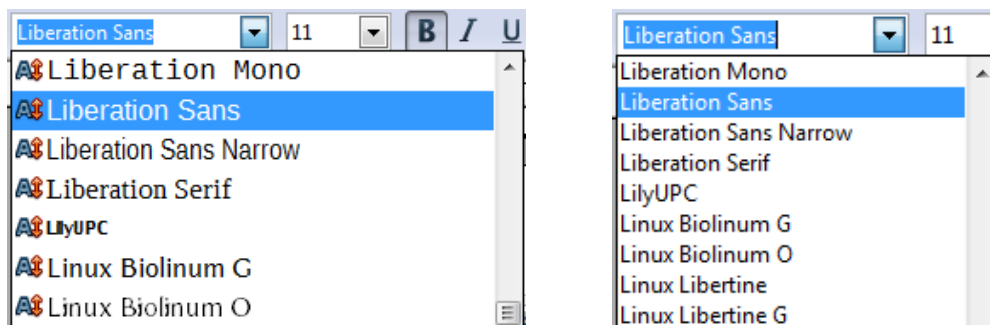 Liberation Sans 11 B I U
Liberation Mono
Liberation Sans
Liberation Sans Narrow
Liberation Serif
LilyUPC
Linux Biolinum G
Linux Biolinum O
Liberation Sans 11
Liberation Mono
Liberation Sans
Liberation Sans Narrow
Liberation Serif
LilyUPC
Linux Biolinum G
Linux Biolinum O
Linux Libertine
Linux Libertine G